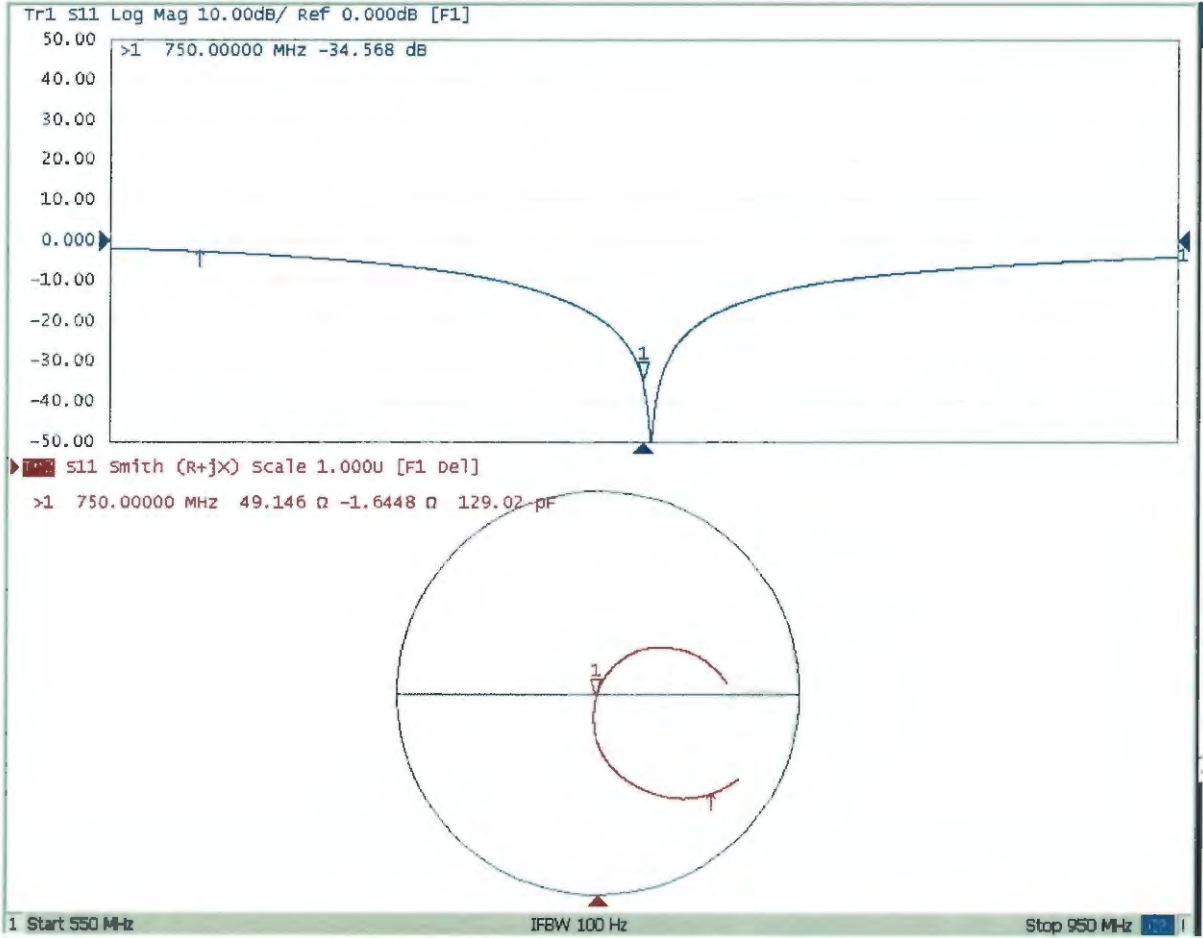 Tr1 S11 Log Mag 10.00dB/ Ref 0.000dB [F1]
50.00
>1 750.00000 MHz -34.568 dB
40.00
30.00
20.00
10.00
0.000
-10.00
-20.00
-30.00
-40.00
-50.00
1
1
S11 Smith (R+jX) Scale 1.000U [F1 Del]
>1 750.00000 MHz 49.146 Ω -1.6448 Ω 129.02 pF
1
1 Start 550 MHz IFBW 100 Hz Stop 950 MHz